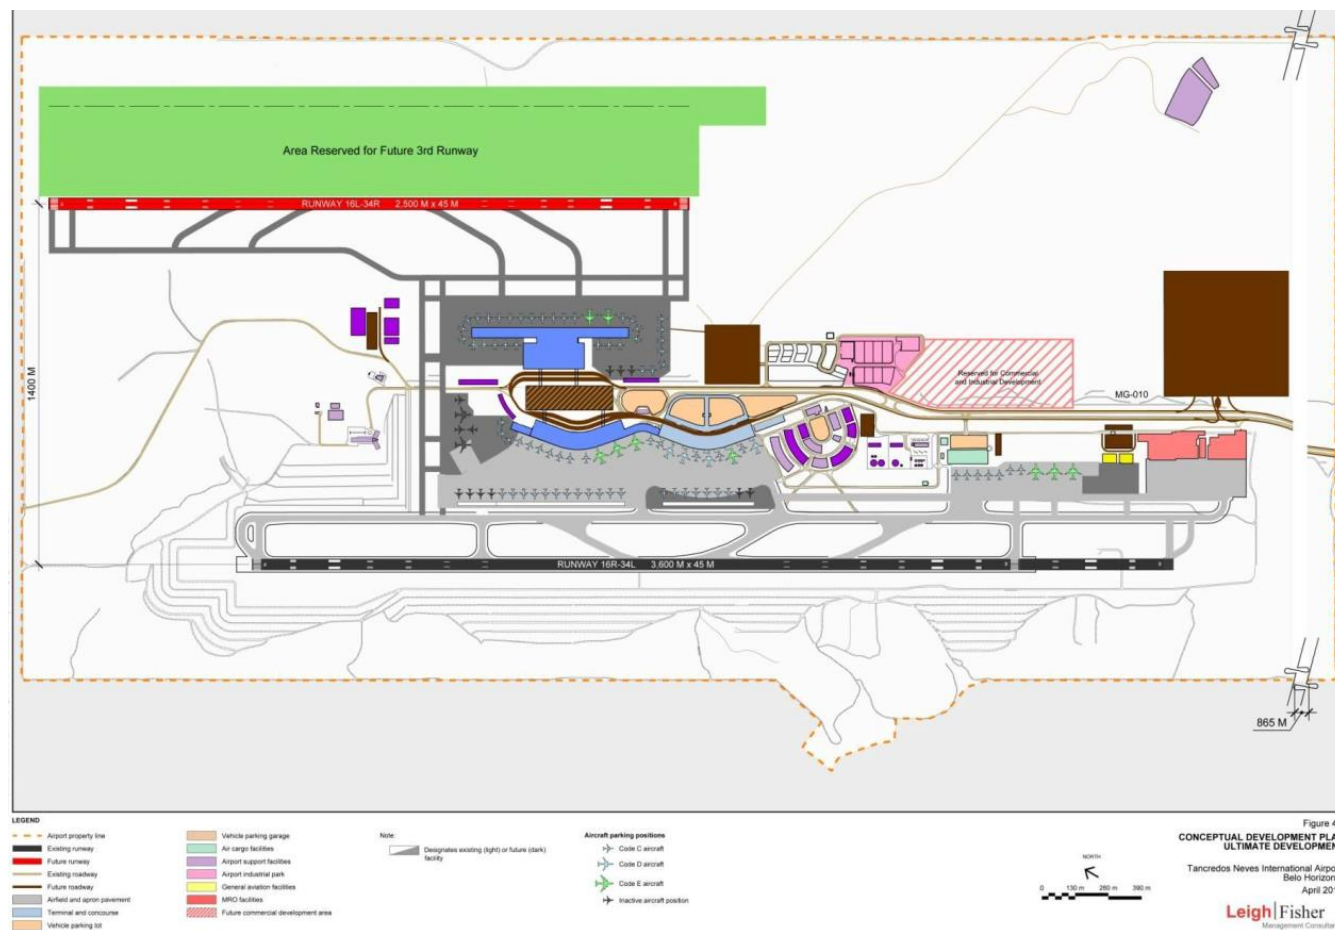 Area Reserved for Future 3rd Runway
RUNWAY 16L-34R 2,500 M x 45 M
1400 M
Reserved for Commercial
and Industrial Development
MG-010
RUNWAY 16R-34L 3,600 M x 45 M
865 M
LEGEND
Airport property line
Existing runway
Future runway
Existing roadway
Future roadway
Airfield and apron pavement
Terminal and concourse
Vehicle parking lot
Vehicle parking garage
Air cargo facilities
Airport support facilities
Airport industrial park
General aviation facilities
MRO facilities
Future commercial development area
Note:
Designates existing (light) or future (dark)
facility
Aircraft parking positions
Code C aircraft
Code D aircraft
Code E aircraft
Inactive aircraft position
NORTH
0 130 m 260 m 390 m
Figure 4
CONCEPTUAL DEVELOPMENT PLA
ULTIMATE DEVELOPMEN
Tancredos Neves International Airpo
Belo Horizon
April 201
Leigh|Fisher
Management Consultan